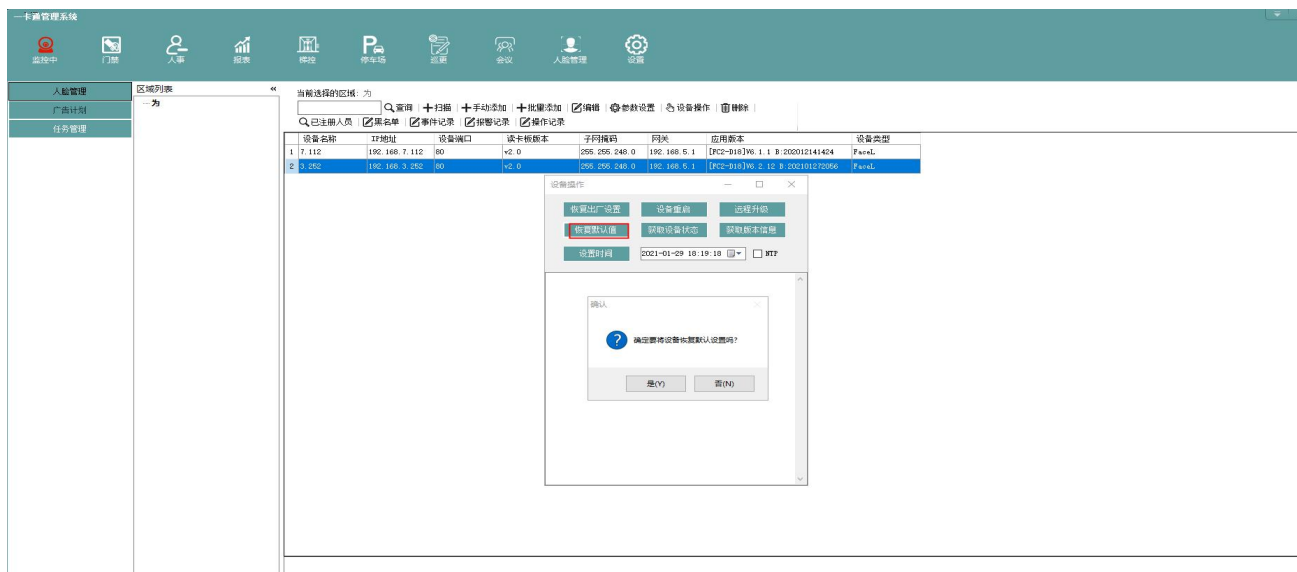 一卡通管理系统
监控中 门禁 人事 报表 梯控 停车场 巡更 会议 人脸管理 设置
人脸管理
广告计划
任务管理
区域列表 «
为
当前选择的区域: 为
查询 扫描 手动添加 批量添加 编辑 参数设置 设备操作 删除
已注册人员 黑名单 事件记录 报警记录 操作记录
设备名称 IP地址 设备端口 读卡板版本 子网掩码 网关 应用版本 设备类型
1 7.112 192.168.7.112 80 v2.0 255.255.248.0 192.168.5.1 [FC2-D18]V6.1.1 B:202012141424 FaceL
2 3.252 192.168.3.252 80 v2.0 255.255.248.0 192.168.5.1 [FC2-D18]V6.2.12 B:202101272056 FaceL
设备操作
恢复出厂设置 设备重启 远程升级
恢复默认值 获取设备状态 获取版本信息
设置时间 2021-01-29 18:19:18 NTP
确认
确定要将设备恢复默认设置吗?
是(Y) 否(N)